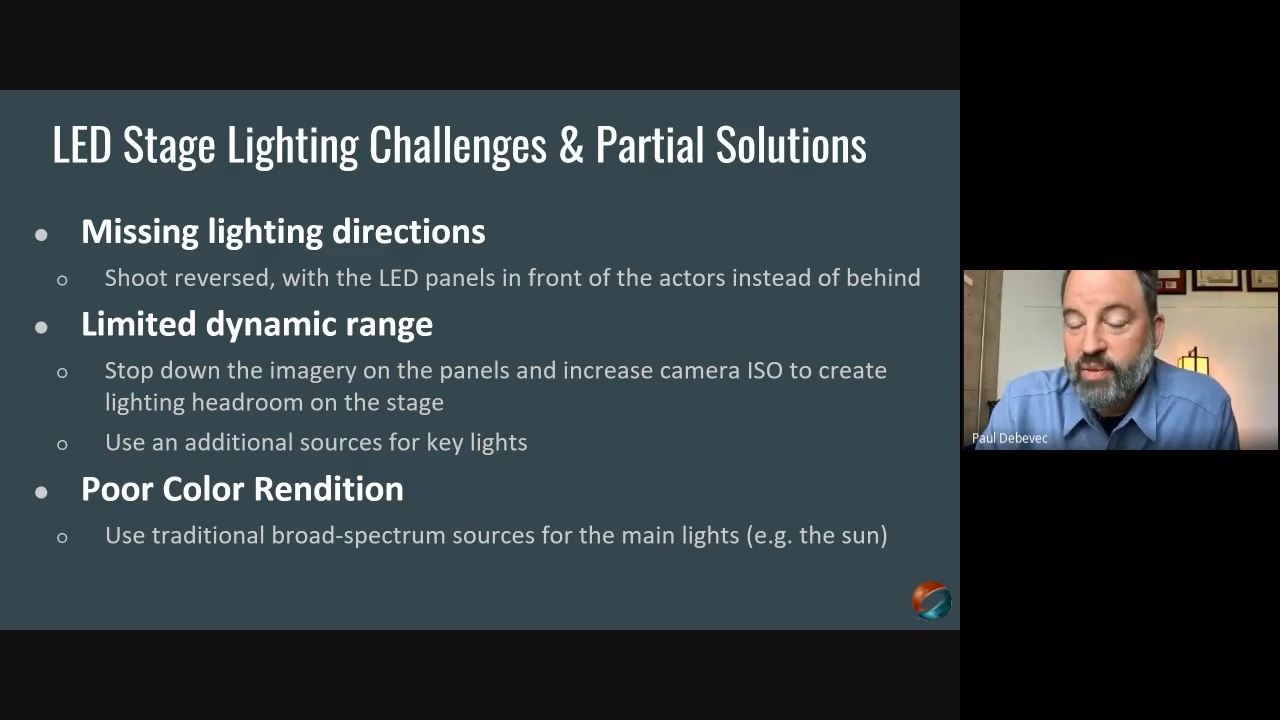 LED Stage Lighting Challenges & Partial Solutions
Missing lighting directions
Shoot reversed, with the LED panels in front of the actors instead of behind
Limited dynamic range
Stop down the imagery on the panels and increase camera ISO to create
lighting headroom on the stage
Use an additional sources for key lights
Poor Color Rendition
Use traditional broad-spectrum sources for the main lights (e.g. the sun)
Paul Debevec